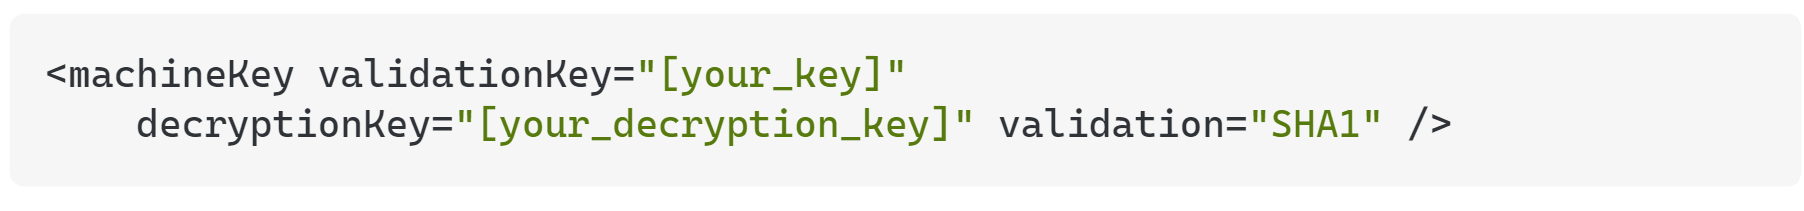 <machineKey validationKey="[your_key]"
    decryptionKey="[your_decryption_key]" validation="SHA1" />